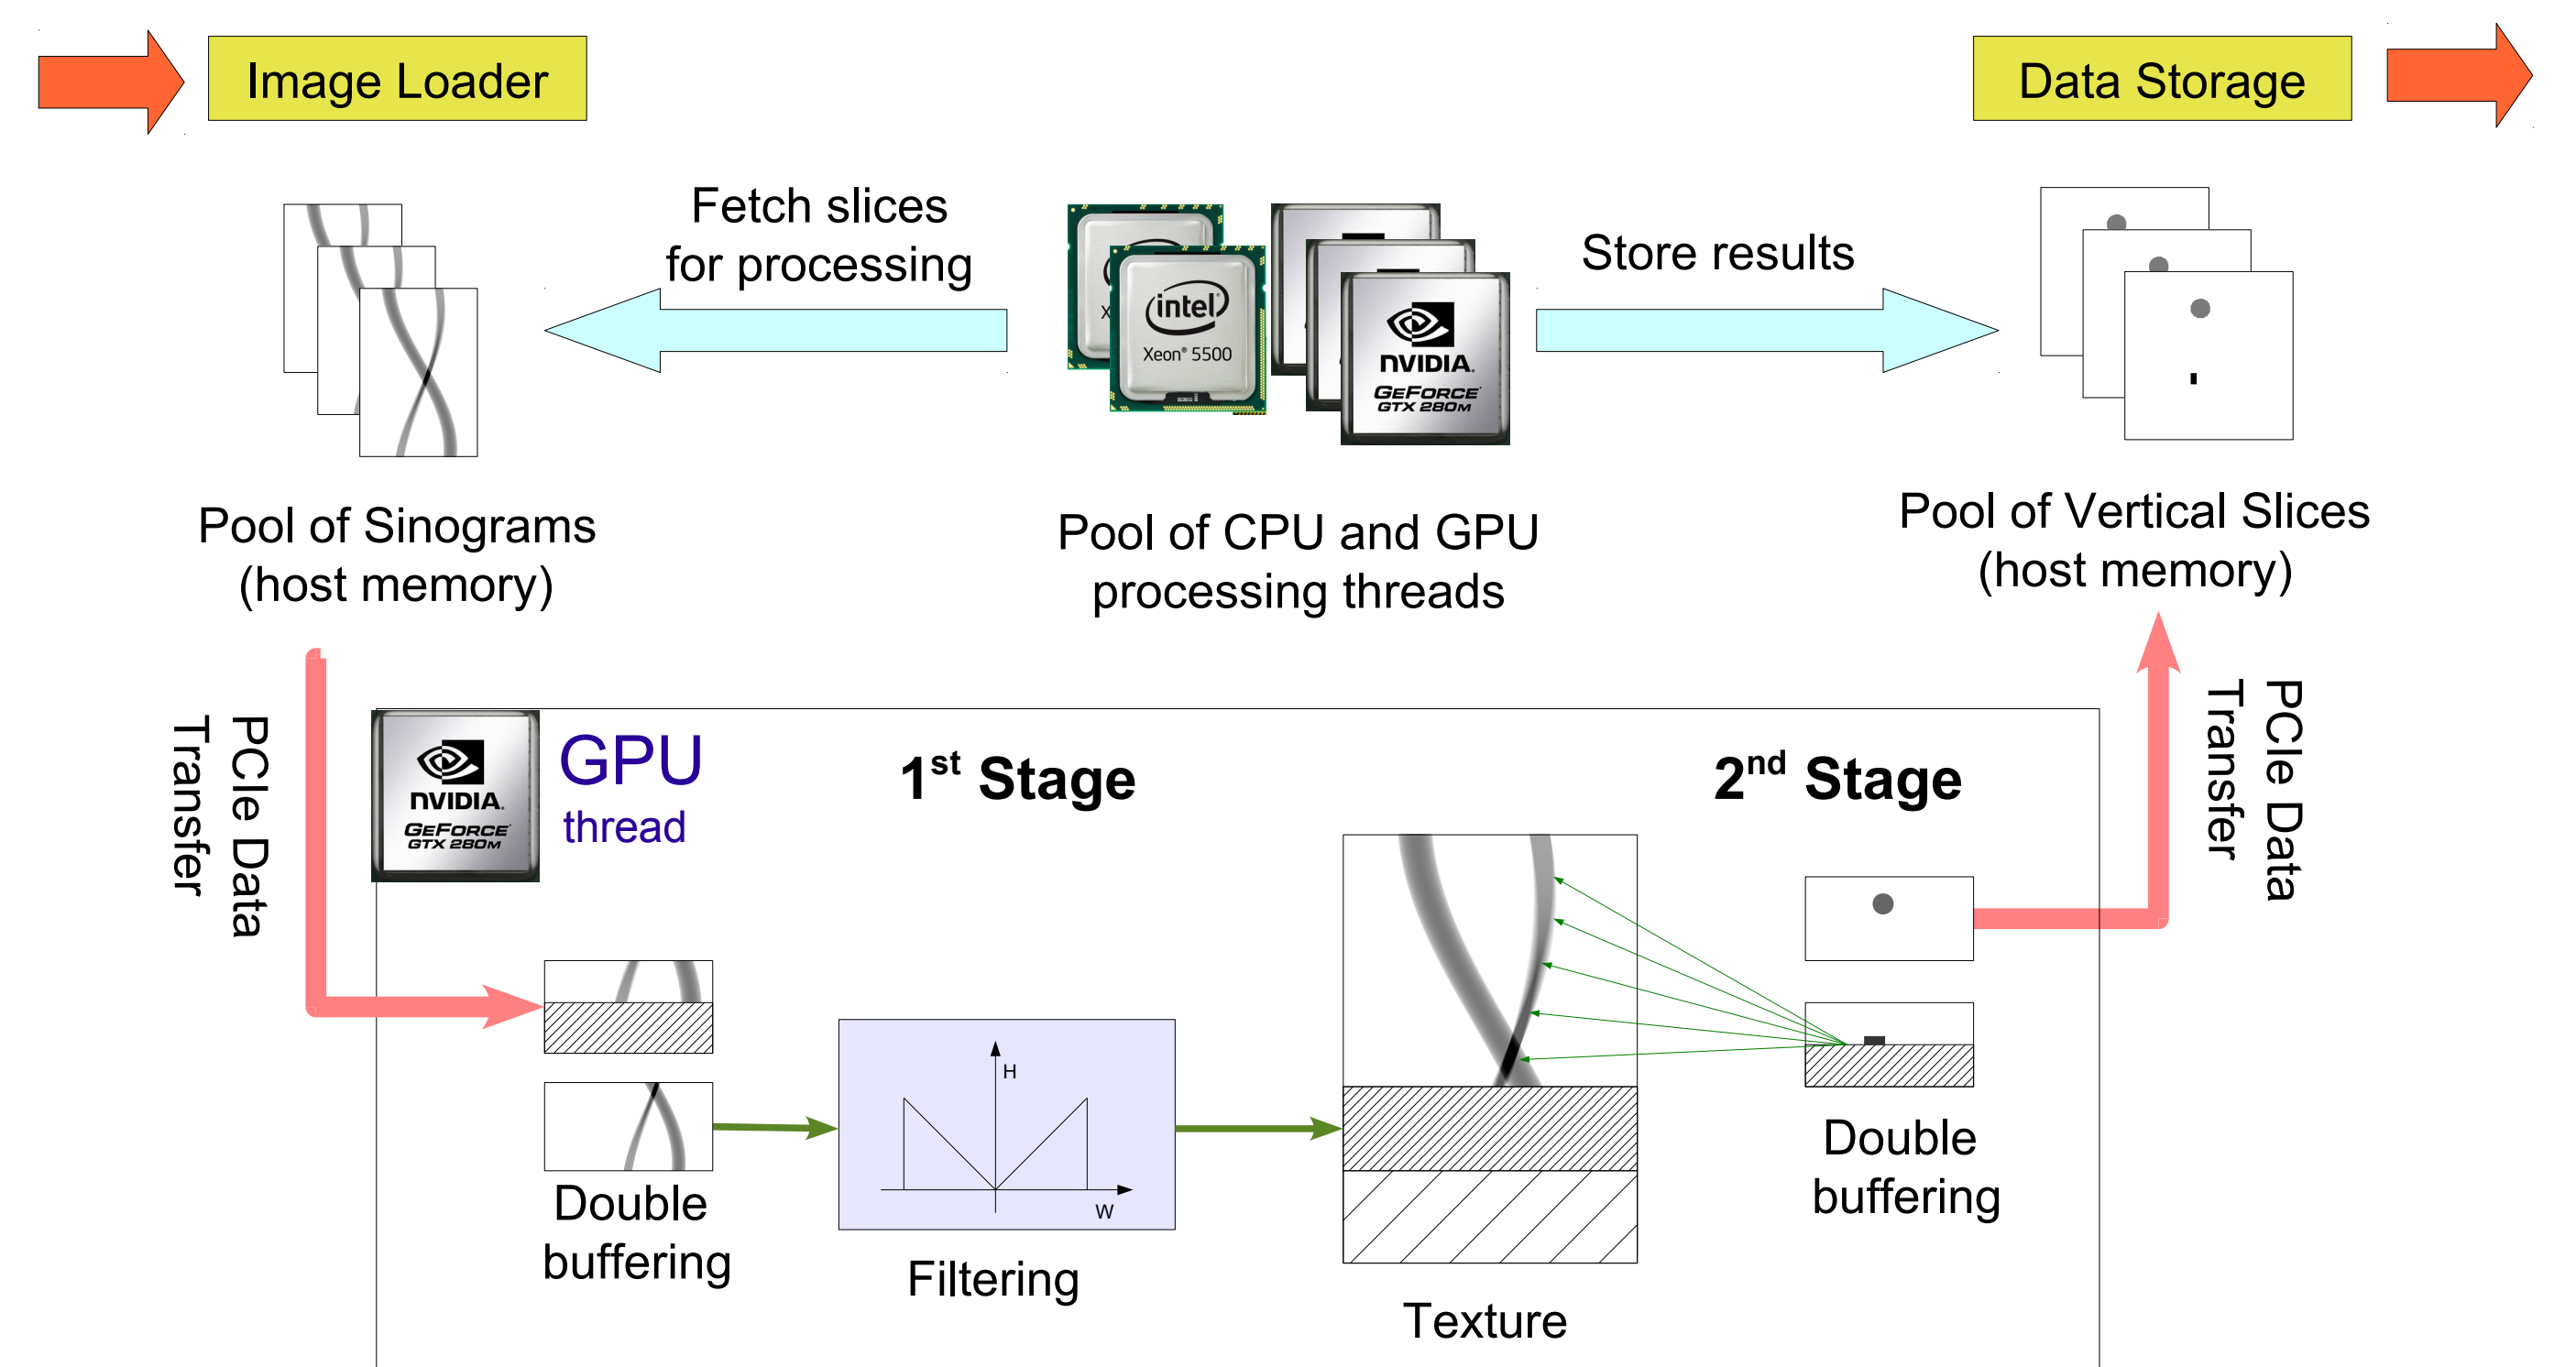 Image Loader
Data Storage
Fetch slices
for processing
Store results
intel
Xeon® 5500
X
NVIDIA.
GEFORCE
GTX 280M
Pool of Sinograms
(host memory)
Pool of CPU and GPU
processing threads
Pool of Vertical Slices
(host memory)
PCIe Data
Transfer
NVIDIA.
GEFORCE
GTX 280M
GPU
thread
1st Stage
2nd Stage
PCIe Data
Transfer
H
W
Double
buffering
Filtering
Texture
Double
buffering